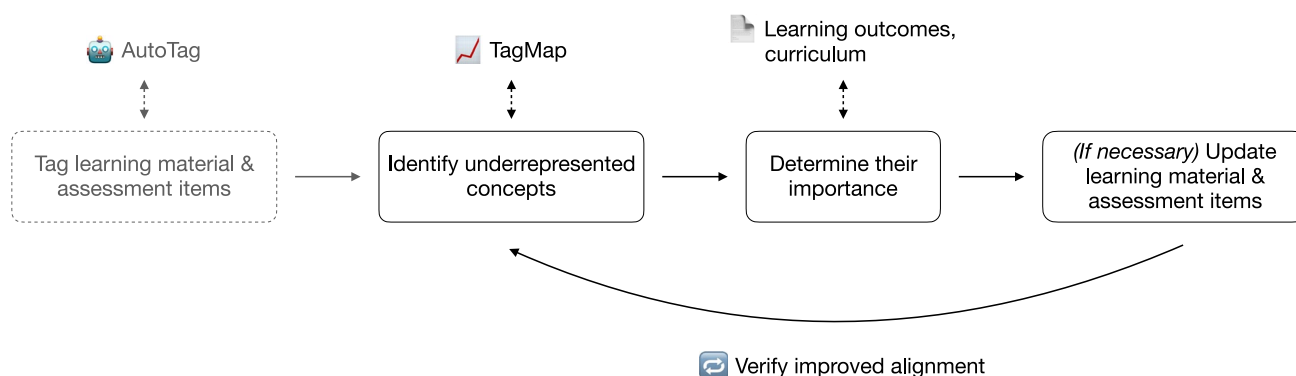 AutoTag
TagMap
Learning outcomes,
curriculum
Tag learning material &
assessment items
Identify underrepresented
concepts
Determine their
importance
(If necessary) Update
learning material &
assessment items
Verify improved alignment